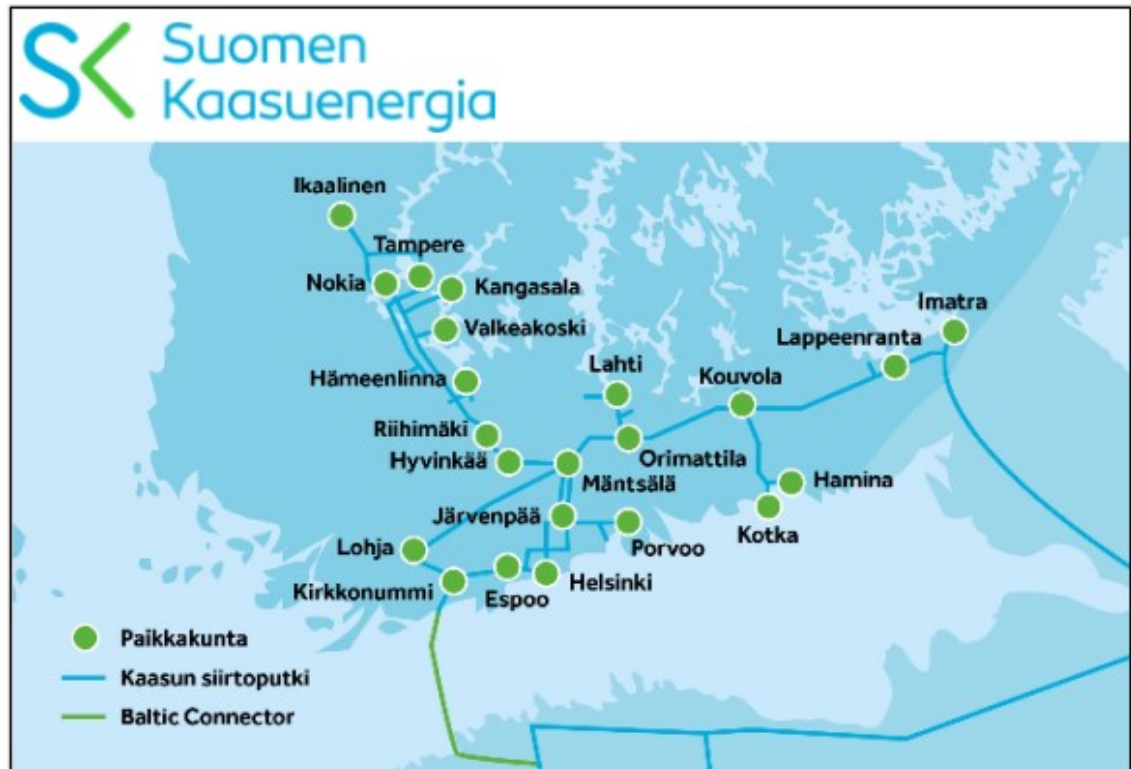 SK Suomen
Kaasuenergia
Ikaalinen
Tampere
Nokia
Kangasala
Imatra
Valkeakoski
Lappeenranta
Lahti
Kouvola
Hämeenlinna
Riihimäki
Hyvinkää
Orimattila
Mäntsälä
Hamina
Järvenpää
Kotka
Porvoo
Lohja
Helsinki
Kirkkonummi
Espoo
Paikkakunta
Kaasun siirtoputki
Baltic Connector